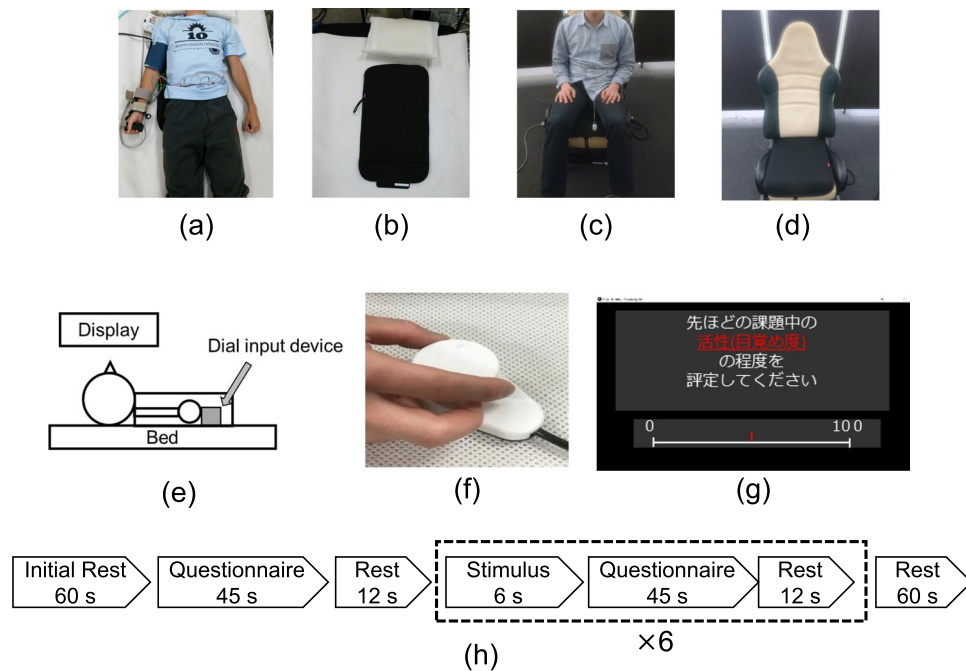 10
(a)
(b)
(c)
(d)
Display
Dial input device
Bed
(e)
(f)
先ほどの課題中の
活性(目覚め度)
の程度を
評定してください
0
100
(g)
Initial Rest
60 s
Questionnaire
45 s
Rest
12 s
Stimulus
6 s
Questionnaire
45 s
Rest
12 s
Rest
60 s
×6
(h)